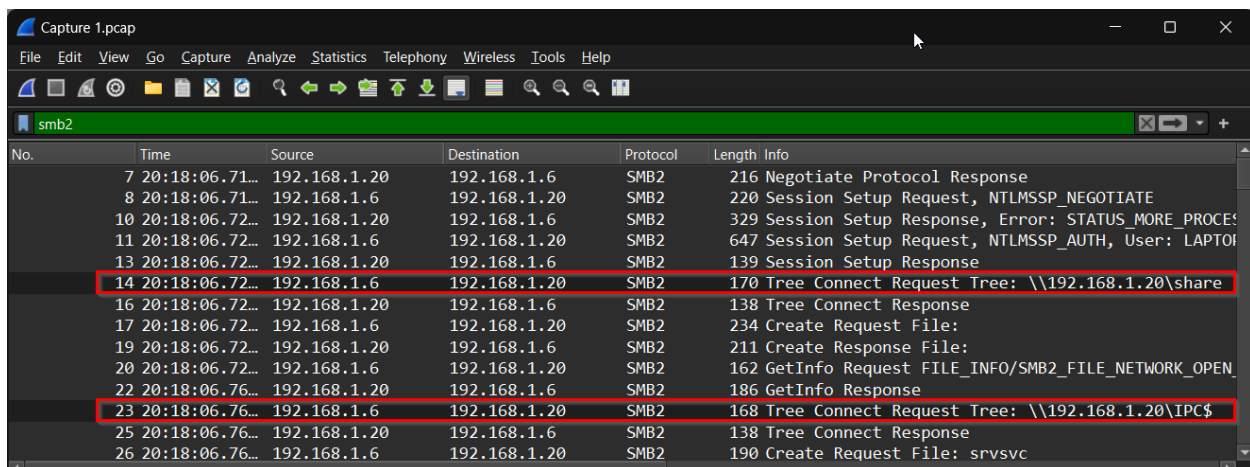 Capture 1.pcap
File Edit View Go Capture Analyze Statistics Telephony Wireless Tools Help
smb2
No. Time Source Destination Protocol Length Info
7 20:18:06.71… 192.168.1.20 192.168.1.6 SMB2 216 Negotiate Protocol Response
8 20:18:06.71… 192.168.1.6 192.168.1.20 SMB2 220 Session Setup Request, NTLMSSP_NEGOTIATE
10 20:18:06.72… 192.168.1.20 192.168.1.6 SMB2 329 Session Setup Response, Error: STATUS_MORE_PROCES
11 20:18:06.72… 192.168.1.6 192.168.1.20 SMB2 647 Session Setup Request, NTLMSSP_AUTH, User: LAPTOP
13 20:18:06.72… 192.168.1.20 192.168.1.6 SMB2 139 Session Setup Response
14 20:18:06.72… 192.168.1.6 192.168.1.20 SMB2 170 Tree Connect Request Tree: \\192.168.1.20\share
16 20:18:06.72… 192.168.1.20 192.168.1.6 SMB2 138 Tree Connect Response
17 20:18:06.72… 192.168.1.6 192.168.1.20 SMB2 234 Create Request File:
19 20:18:06.72… 192.168.1.20 192.168.1.6 SMB2 211 Create Response File:
20 20:18:06.72… 192.168.1.6 192.168.1.20 SMB2 162 GetInfo Request FILE_INFO/SMB2_FILE_NETWORK_OPEN_
22 20:18:06.76… 192.168.1.20 192.168.1.6 SMB2 186 GetInfo Response
23 20:18:06.76… 192.168.1.6 192.168.1.20 SMB2 168 Tree Connect Request Tree: \\192.168.1.20\IPC$
25 20:18:06.76… 192.168.1.20 192.168.1.6 SMB2 138 Tree Connect Response
26 20:18:06.76… 192.168.1.6 192.168.1.20 SMB2 190 Create Request File: srvsvc